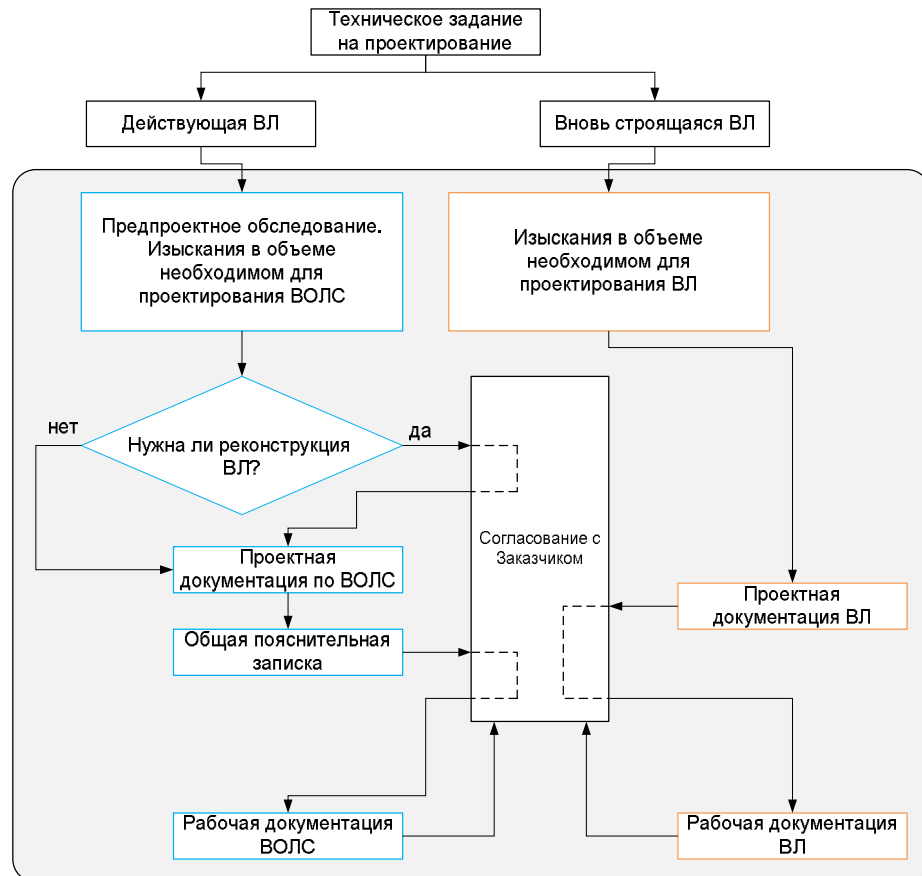 Техническое задание
на проектирование
Действующая ВЛ
Вновь строящаяся ВЛ
Предпроектное обследование.
Изыскания в объеме
необходимом для
проектирования ВОЛС
Изыскания в объеме
необходимом для
проектирования ВЛ
нет
Нужна ли реконструкция
ВЛ?
да
Согласование с
Заказчиком
Проектная
документация по ВОЛС
Проектная
документация ВЛ
Общая пояснительная
записка
Рабочая документация
ВОЛС
Рабочая документация
ВЛ